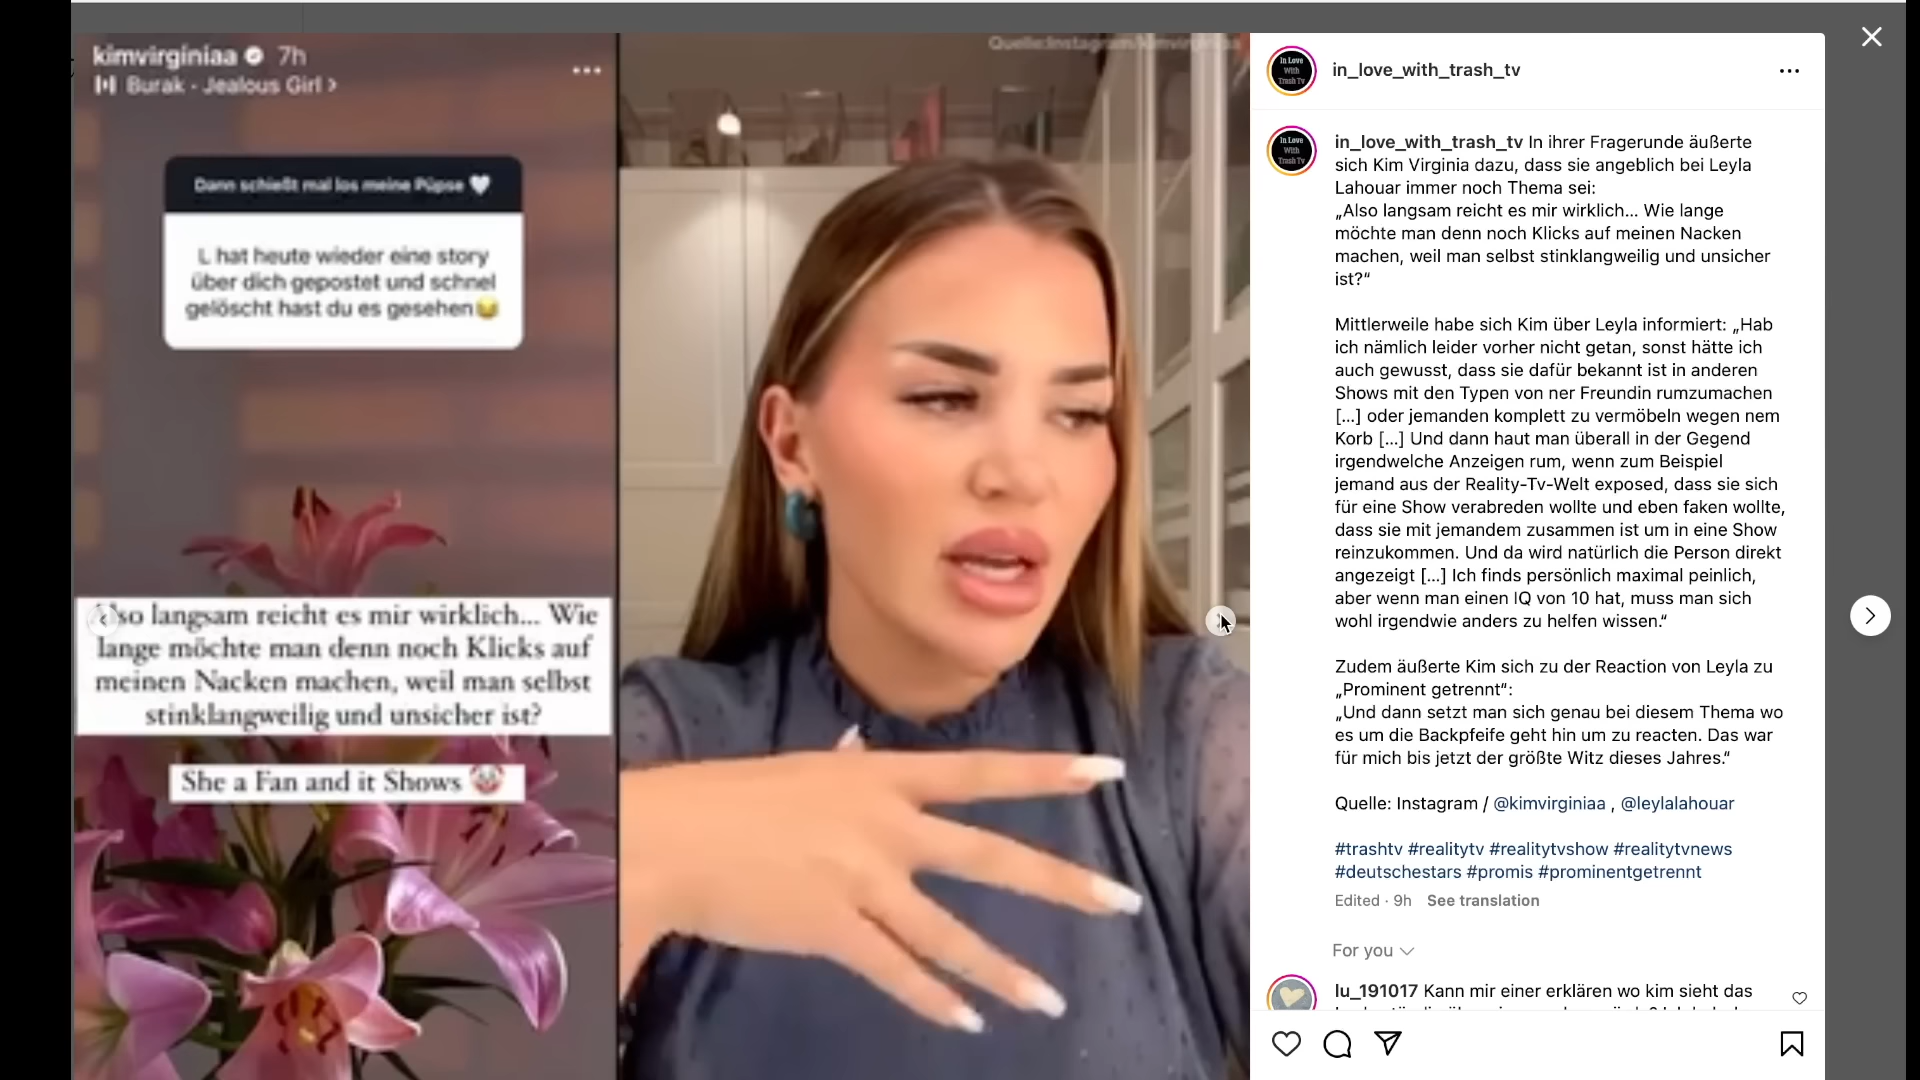 kimvirginiaa 7h
Burak - Jealous Girl >
Dann schießt mal los meine Püpse
L hat heute wieder eine story
über dich gepostet und schnel
gelöscht hast du es gesehen
lso langsam reicht es mir wirklich... Wie
lange möchte man denn noch Klicks auf
meinen Nacken machen, weil man selbst
stinklangweilig und unsicher ist?
She a Fan and it Shows
Quelle:Instagram/kimvirginiaa
In Love
With
Trash Tv
in_love_with_trash_tv
In Love
With
Trash Tv
in_love_with_trash_tv In ihrer Fragerunde äußerte
sich Kim Virginia dazu, dass sie angeblich bei Leyla
Lahouar immer noch Thema sei:
„Also langsam reicht es mir wirklich... Wie lange
möchte man denn noch Klicks auf meinen Nacken
machen, weil man selbst stinklangweilig und unsicher
ist?“
Mittlerweile habe sich Kim über Leyla informiert: „Hab
ich nämlich leider vorher nicht getan, sonst hätte ich
auch gewusst, dass sie dafür bekannt ist in anderen
Shows mit den Typen von ner Freundin rumzumachen
[...] oder jemanden komplett zu vermöbeln wegen nem
Korb [...] Und dann haut man überall in der Gegend
irgendwelche Anzeigen rum, wenn zum Beispiel
jemand aus der Reality-Tv-Welt exposed, dass sie sich
für eine Show verabreden wollte und eben faken wollte,
dass sie mit jemandem zusammen ist um in eine Show
reinzukommen. Und da wird natürlich die Person direkt
angezeigt [...] Ich finds persönlich maximal peinlich,
aber wenn man einen IQ von 10 hat, muss man sich
wohl irgendwie anders zu helfen wissen.“
Zudem äußerte Kim sich zu der Reaction von Leyla zu
„Prominent getrennt“:
„Und dann setzt man sich genau bei diesem Thema wo
es um die Backpfeife geht hin um zu reacten. Das war
für mich bis jetzt der größte Witz dieses Jahres.“
Quelle: Instagram / @kimvirginiaa , @leylalahouar
#trashtv #realitytv #realitytvshow #realitytvnews
#deutschestars #promis #prominentgetrennt
Edited · 9h See translation
For you
lu_191017 Kann mir einer erklären wo kim sieht das